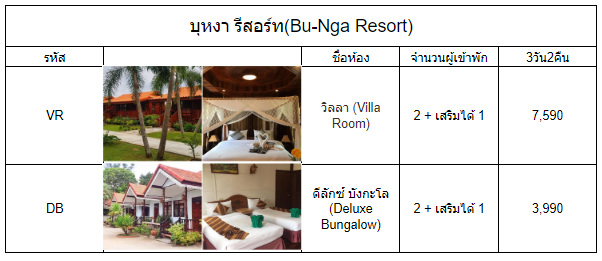 บุหงา รีสอร์ท(Bu-Nga Resort)
รหัส ชื่อห้อง จำนวนผู้เข้าพัก 3วัน2คืน
VR วิลลา (Villa Room) 2 + เสริมได้ 1 7,590
DB ดีลักซ์ บังกะโล (Deluxe Bungalow) 2 + เสริมได้ 1 3,990